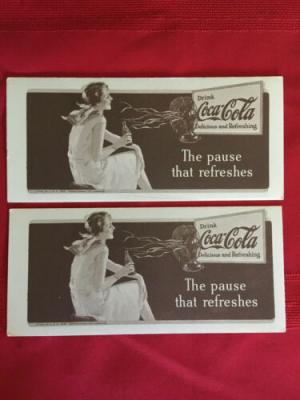 Drink
Coca-Cola
Delicious and Refreshing
The pause
that refreshes
Drink
Coca-Cola
Delicious and Refreshing
The pause
that refreshes